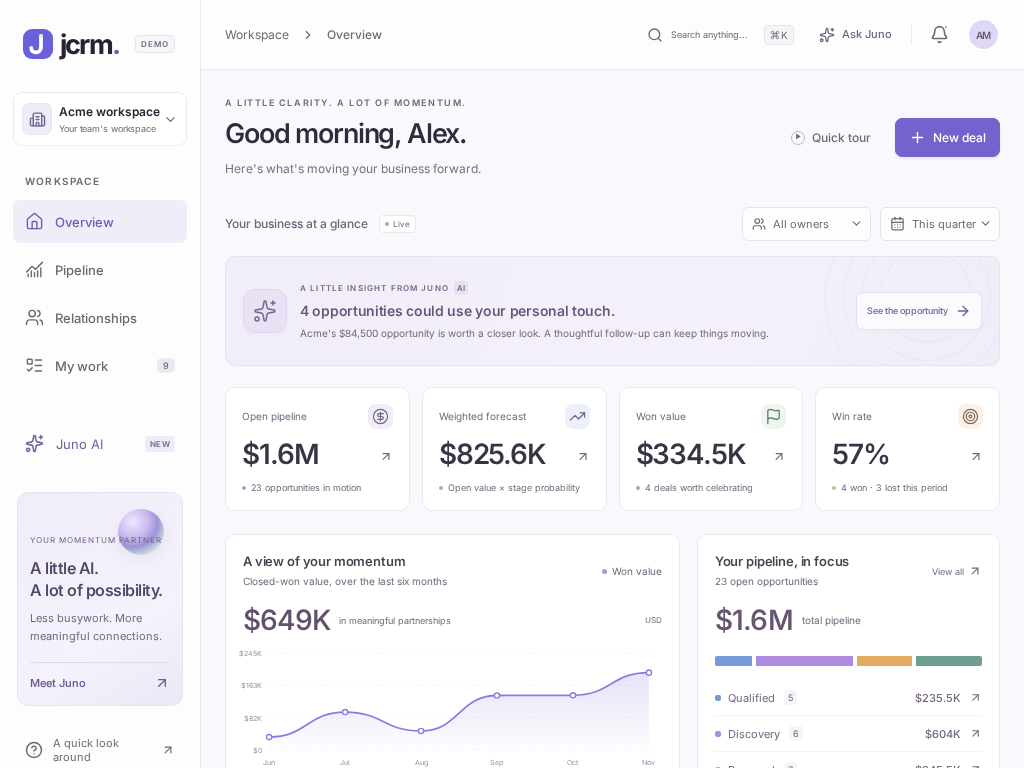 jcrm.
DEMO
Acme workspace
Your team's workspace
WORKSPACE
Overview
Pipeline
Relationships
My work
9
Juno AI
NEW
YOUR MOMENTUM PARTNER
A little AI.
A lot of possibility.
Less busywork. More
meaningful connections.
Meet Juno
A quick look
around
Workspace
Overview
Search anything...
⌘K
Ask Juno
AM
A LITTLE CLARITY. A LOT OF MOMENTUM.
Good morning, Alex.
Here's what's moving your business forward.
Quick tour
New deal
Your business at a glance
Live
All owners
This quarter
A LITTLE INSIGHT FROM JUNO AI
4 opportunities could use your personal touch.
Acme's $84,500 opportunity is worth a closer look. A thoughtful follow-up can keep things moving.
See the opportunity
Open pipeline
$1.6M
23 opportunities in motion
Weighted forecast
$825.6K
Open value × stage probability
Won value
$334.5K
4 deals worth celebrating
Win rate
57%
4 won · 3 lost this period
A view of your momentum
Closed-won value, over the last six months
Won value
$649K in meaningful partnerships
USD
$245K
$163K
$82K
$0
Jun Jul Aug Sep Oct Nov
Your pipeline, in focus
23 open opportunities
View all
$1.6M total pipeline
Qualified 5 $235.5K
Discovery 6 $604K